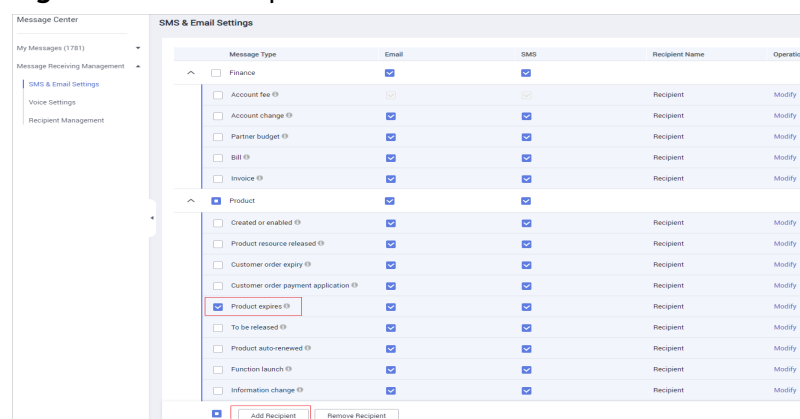 Message Center
SMS & Email Settings
My Messages (1781)
Message Receiving Management
SMS & Email Settings
Voice Settings
Recipient Management
Message Type Email SMS Recipient Name Operatio
Finance
Account fee Recipient Modify
Account change Recipient Modify
Partner budget Recipient Modify
Bill Recipient Modify
Invoice Recipient Modify
Product
Created or enabled Recipient Modify
Product resource released Recipient Modify
Customer order expiry Recipient Modify
Customer order payment application Recipient Modify
Product expires Recipient Modify
To be released Recipient Modify
Product auto-renewed Recipient Modify
Function launch Recipient Modify
Information change Recipient Modify
Add Recipient Remove Recipient